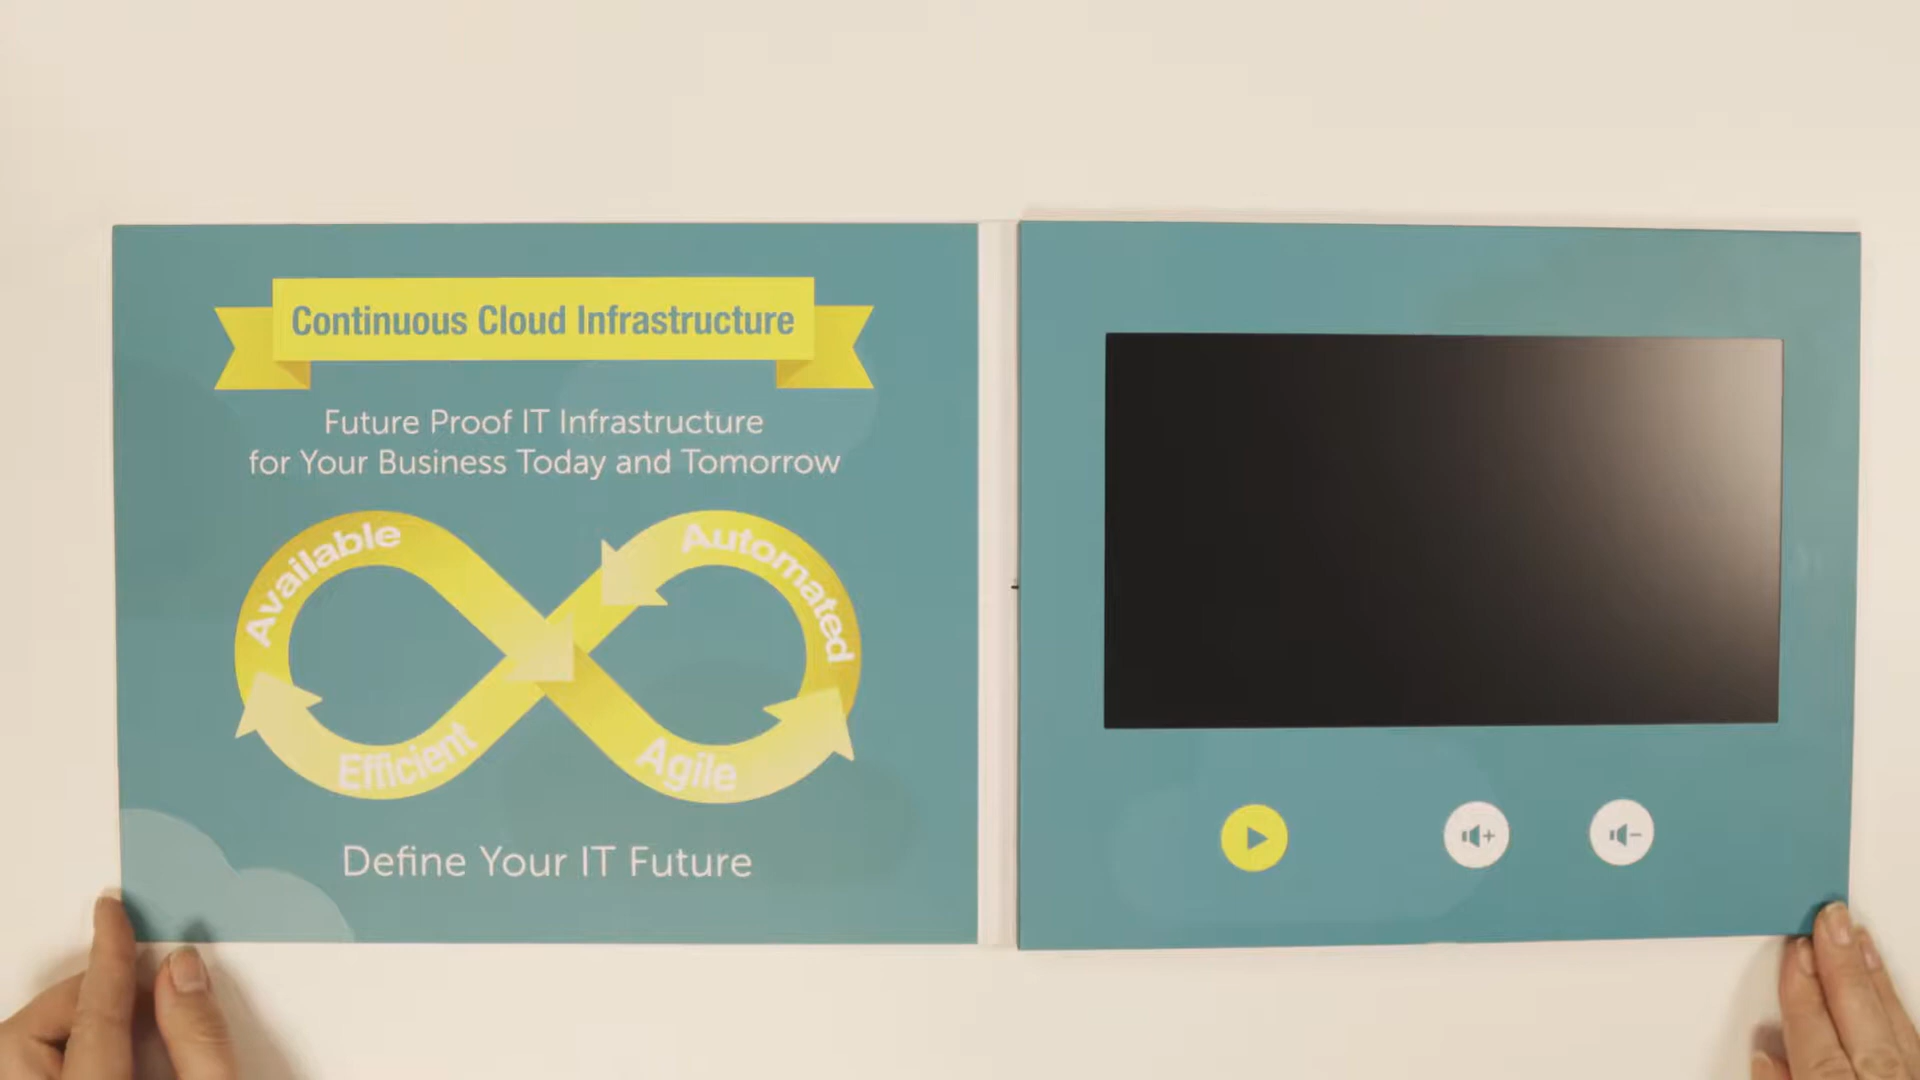 Continuous Cloud Infrastructure
Future Proof IT Infrastructure
for Your Business Today and Tomorrow
Available
Automated
Efficient
Agile
Define Your IT Future